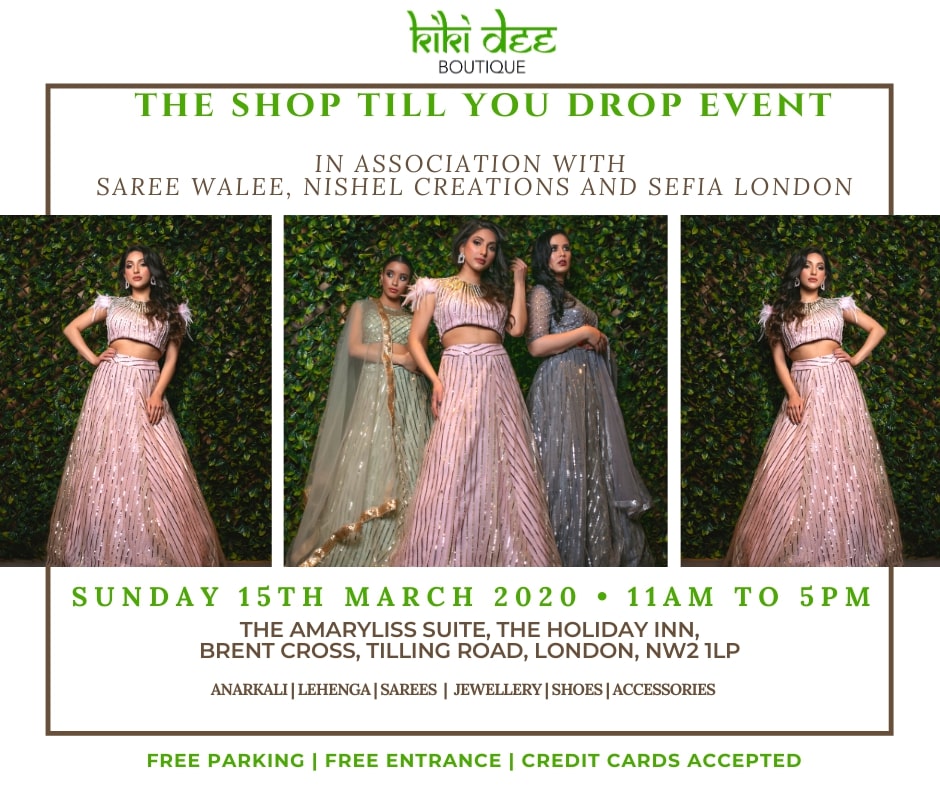 kiki dee
BOUTIQUE
THE SHOP TILL YOU DROP EVENT
IN ASSOCIATION WITH
SAREE WALEE, NISHEL CREATIONS AND SEFIA LONDON
SUNDAY 15TH MARCH 2020 • 11AM TO 5PM
THE AMARYLISS SUITE, THE HOLIDAY INN,
BRENT CROSS, TILLING ROAD, LONDON, NW2 1LP
ANARKALI | LEHENGA | SAREES | JEWELLERY | SHOES | ACCESSORIES
FREE PARKING | FREE ENTRANCE | CREDIT CARDS ACCEPTED